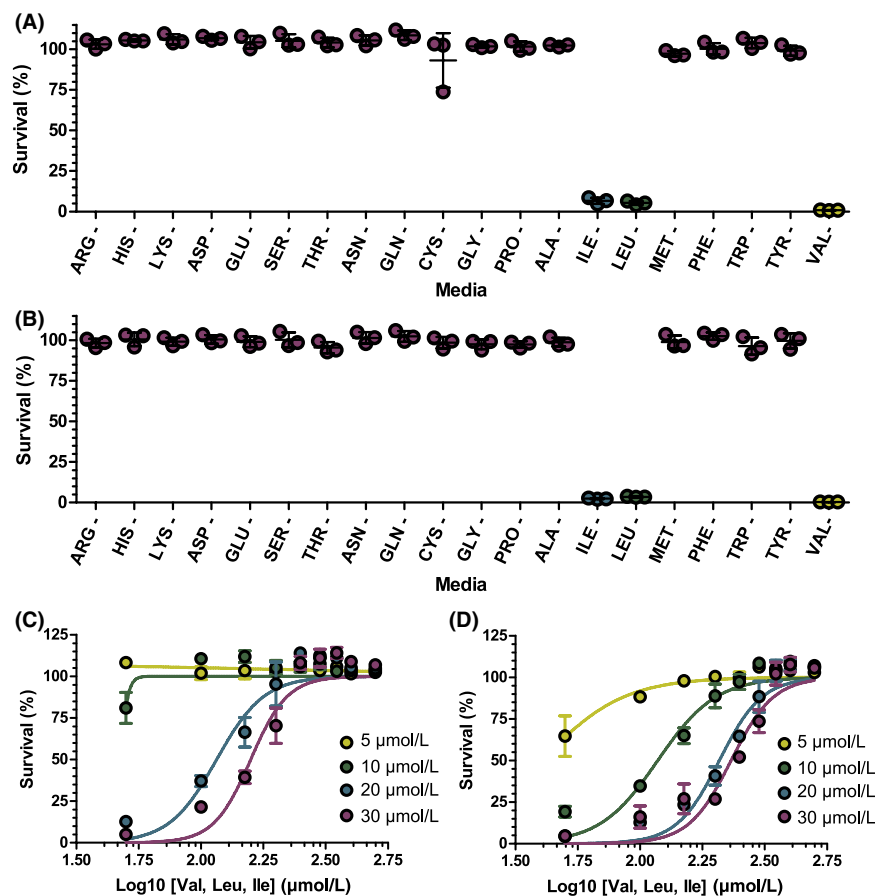 (A)
Survival (%)
100
75
50
25
0
ARG - HIS - LYS - ASP - GLU - SER - THR - ASN - GLN - CYS - GLY - PRO - ALA - ILE - LEU - MET - PHE - TRP - TYR - VAL -
Media
(B)
Survival (%)
100
75
50
25
0
ARG - HIS - LYS - ASP - GLU - SER - THR - ASN - GLN - CYS - GLY - PRO - ALA - ILE - LEU - MET - PHE - TRP - TYR - VAL -
Media
(C)
Survival (%)
125
100
75
50
25
0
5 µmol/L
10 µmol/L
20 µmol/L
30 µmol/L
1.50 1.75 2.00 2.25 2.50 2.75
Log10 [Val, Leu, Ile] (µmol/L)
(D)
Survival (%)
125
100
75
50
25
0
5 µmol/L
10 µmol/L
20 µmol/L
30 µmol/L
1.50 1.75 2.00 2.25 2.50 2.75
Log10 [Val, Leu, Ile] (µmol/L)